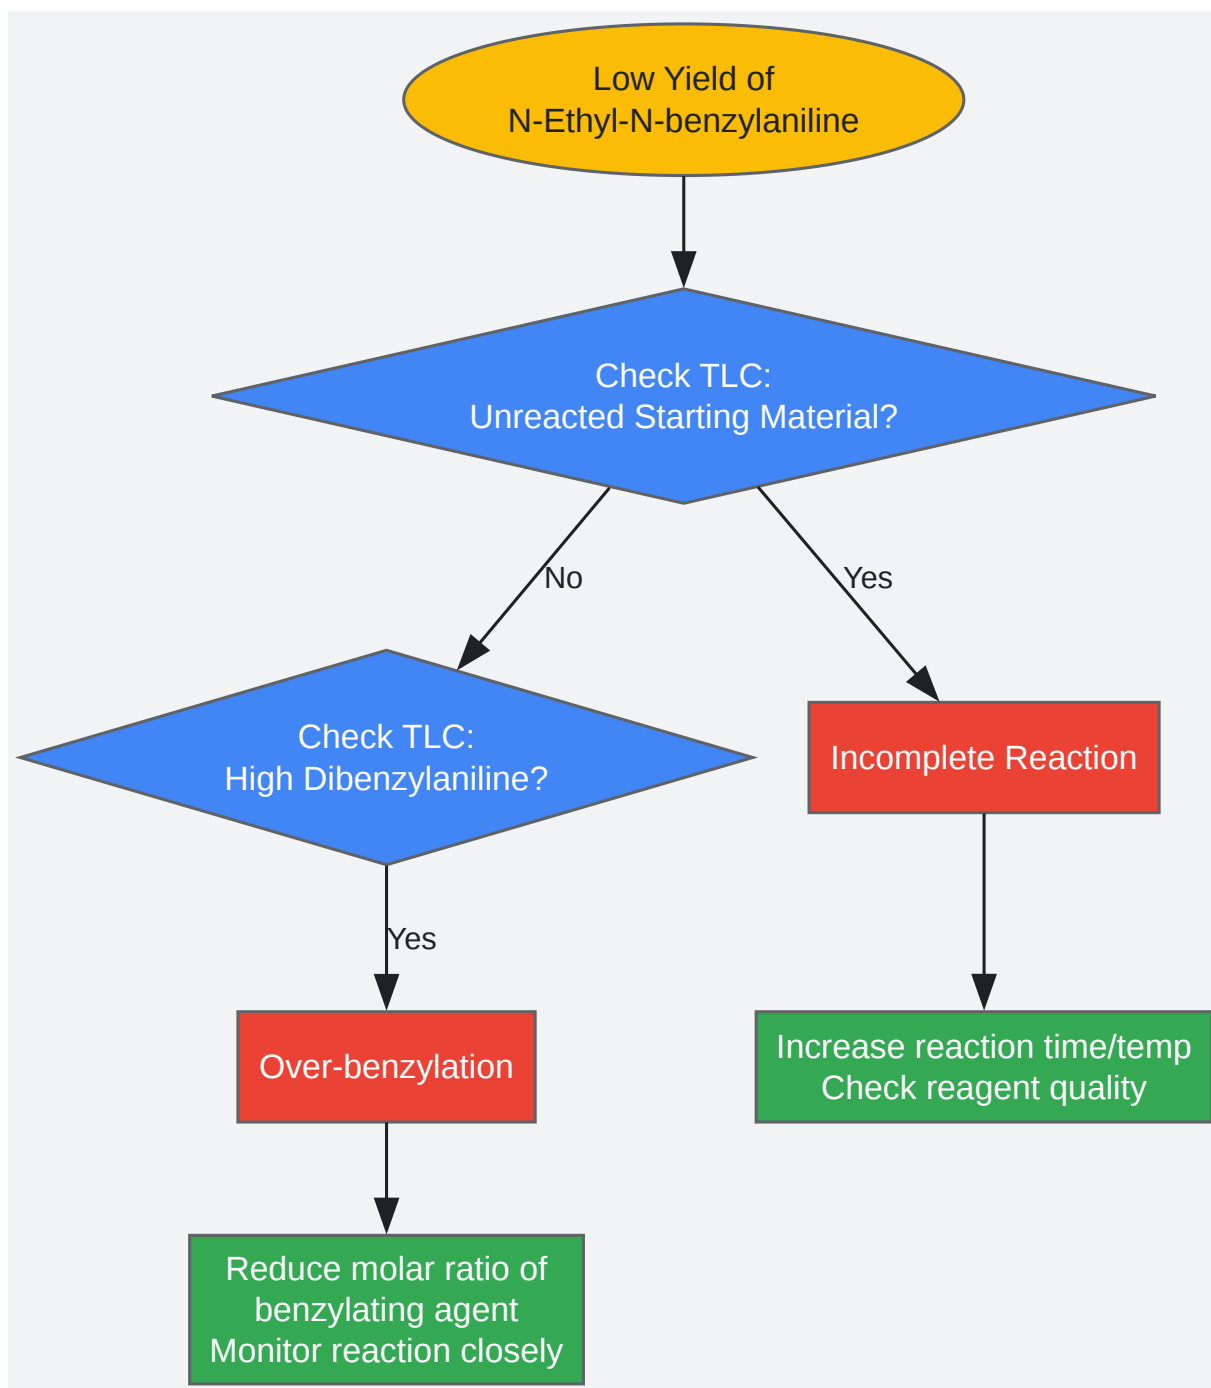 Low Yield of
N-Ethyl-N-benzylaniline
Check TLC:
Unreacted Starting Material?
No
Yes
Check TLC:
High Dibenzylaniline?
Incomplete Reaction
Yes
Over-benzylation
Increase reaction time/temp
Check reagent quality
Reduce molar ratio of
benzylating agent
Monitor reaction closely